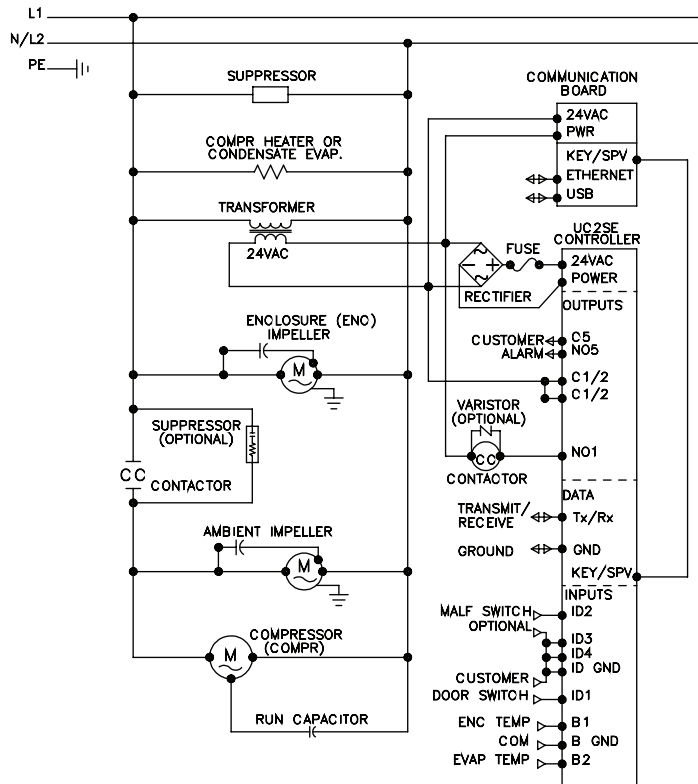 L1
N/L2
PE
SUPPRESSOR
COMPR HEATER OR
CONDENSATE EVAP.
TRANSFORMER
24VAC
COMMUNICATION
BOARD
24VAC
PWR
KEY/SPV
ETHERNET
USB
UC2SE
CONTROLLER
FUSE
24VAC
POWER
RECTIFIER
OUTPUTS
ENCLOSURE (ENC)
IMPELLER
M
CUSTOMER
ALARM
C5
NO5
C1/2
C1/2
SUPPRESSOR
(OPTIONAL)
CC
CONTACTOR
VARISTOR
(OPTIONAL)
CC
CONTACTOR
NO1
DATA
TRANSMIT/
RECEIVE
Tx/Rx
GROUND
GND
KEY/SPV
AMBIENT IMPELLER
M
INPUTS
MALF SWITCH
OPTIONAL
ID2
ID3
ID4
ID GND
CUSTOMER
DOOR SWITCH
ID1
COMPRESSOR
(COMPR)
M
RUN CAPACITOR
ENC TEMP
B1
COM
B GND
EVAP TEMP
B2